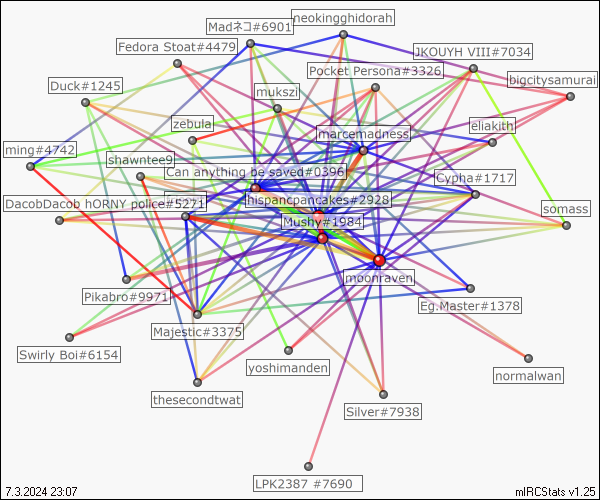 neokingghidorah
Madネコ#6901
Fedora Stoat#4479
JKOUYH VIII#7034
Pocket Persona#3326
bigcitysamurai
Duck#1245
mukszi
zebula
eliakith
marcemadness
ming#4742
shawntee9
Can anything be saved#0396
Cypha#1717
hispancpancakes#2928
DacobDacob hORNY police#5271
somass
Mushy#1984
moonraven
Pikabro#9971
Eg.Master#1378
Majestic#3375
Swirly Boi#6154
yoshimanden
normalwan
thesecondtwat
Silver#7938
LPK2387 #7690
7.3.2024 23:07
mIRCStats v1.25